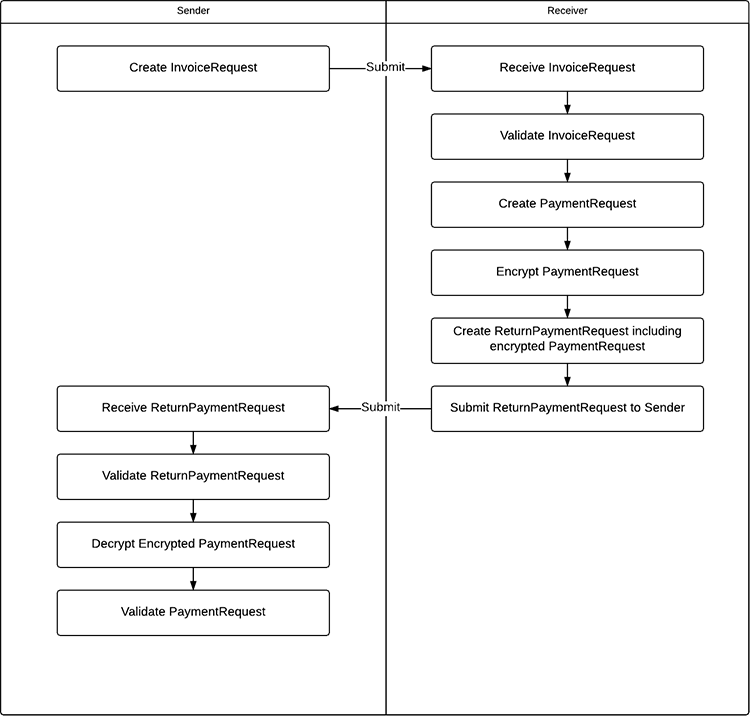 Sender
Receiver
Create InvoiceRequest
Submit
Receive InvoiceRequest
Validate InvoiceRequest
Create PaymentRequest
Encrypt PaymentRequest
Create ReturnPaymentRequest including
encrypted PaymentRequest
Submit ReturnPaymentRequest to Sender
Submit
Receive ReturnPaymentRequest
Validate ReturnPaymentRequest
Decrypt Encrypted PaymentRequest
Validate PaymentRequest